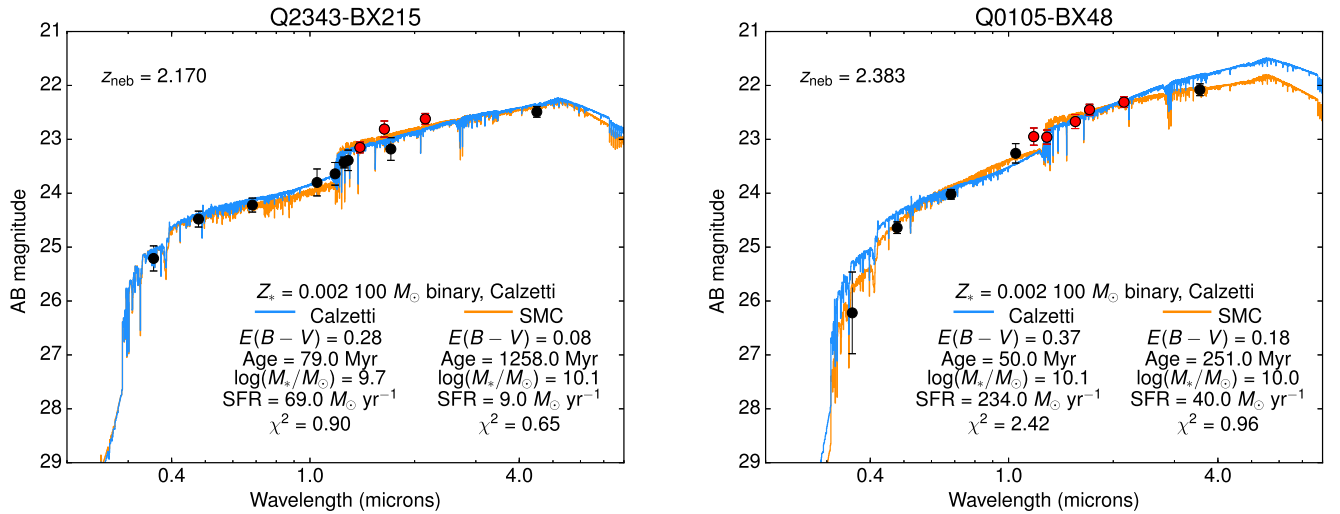 Q2343-BX215
z_neb = 2.170
21
22
23
24
25
26
27
28
29
AB magnitude
Z_* = 0.002 100 M_⊙ binary, Calzetti
Calzetti SMC
E(B − V) = 0.28 E(B − V) = 0.08
Age = 79.0 Myr Age = 1258.0 Myr
log(M_*/M_⊙) = 9.7 log(M_*/M_⊙) = 10.1
SFR = 69.0 M_⊙ yr⁻¹ SFR = 9.0 M_⊙ yr⁻¹
χ² = 0.90 χ² = 0.65
0.4 1.0 4.0
Wavelength (microns)
Q0105-BX48
z_neb = 2.383
21
22
23
24
25
26
27
28
29
AB magnitude
Z_* = 0.002 100 M_⊙ binary, Calzetti
Calzetti SMC
E(B − V) = 0.37 E(B − V) = 0.18
Age = 50.0 Myr Age = 251.0 Myr
log(M_*/M_⊙) = 10.1 log(M_*/M_⊙) = 10.0
SFR = 234.0 M_⊙ yr⁻¹ SFR = 40.0 M_⊙ yr⁻¹
χ² = 2.42 χ² = 0.96
0.4 1.0 4.0
Wavelength (microns)